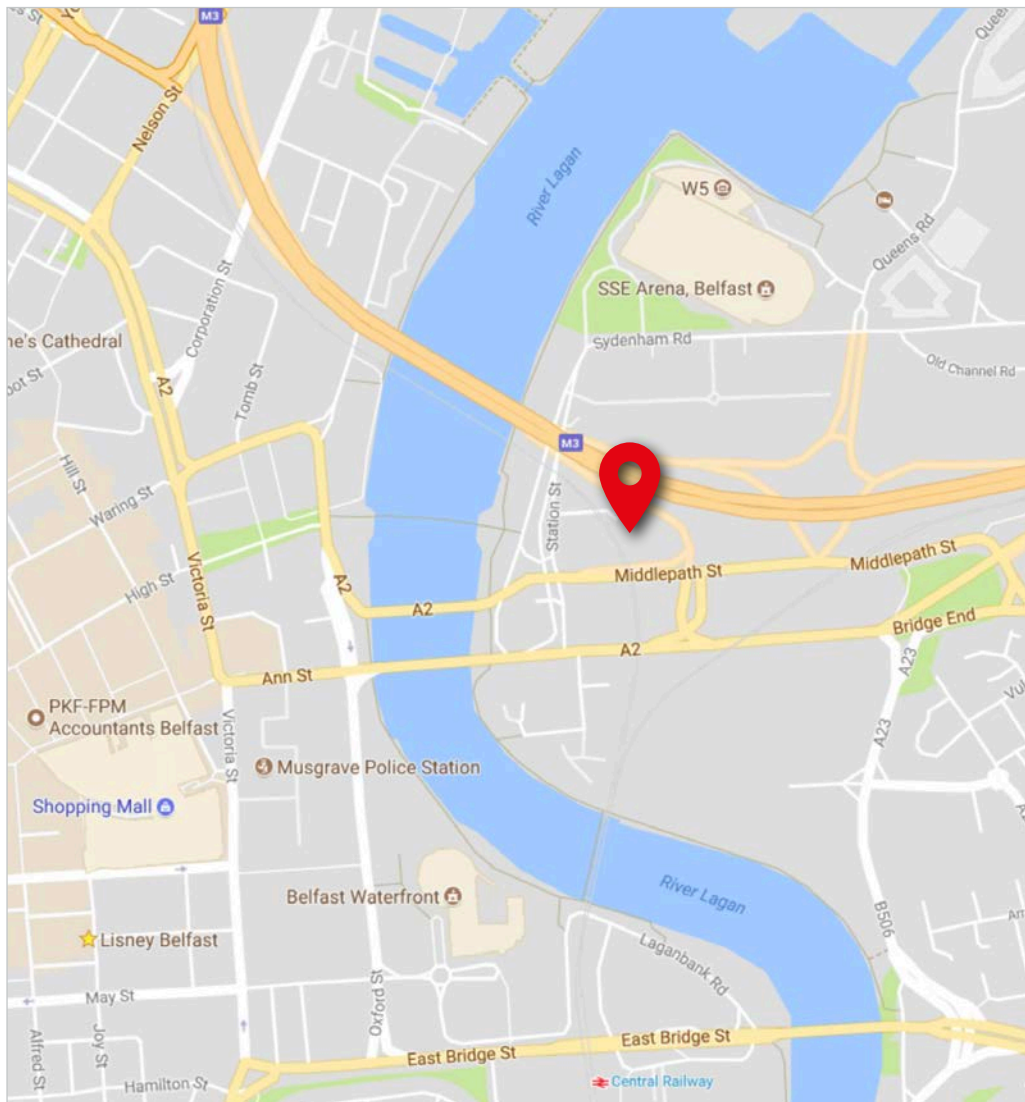 M3
Nelson St
River Lagan
W5
Queens Rd
SSE Arena, Belfast
Corporation St
ne's Cathedral
Sydenham Rd
Old Channel Rd
A2
Tomb St
M3
Hill St
Waring St
Station St
Middlepath St
Middlepath St
High St
Victoria St
A2
A2
Bridge End
A2
A23
Ann St
PKF-FPM
Accountants Belfast
Victoria St
A23
Musgrave Police Station
Shopping Mall
Belfast Waterfront
River Lagan
B506
Lisney Belfast
Laganbank Rd
May St
Oxford St
Alfred St
Joy St
East Bridge St
East Bridge St
Hamilton St
Central Railway